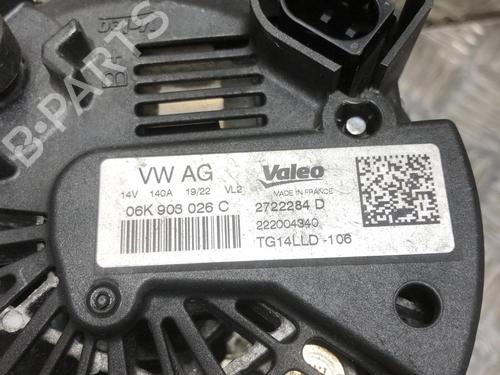 B-PARTS
Valeo
B+
VW AG
Valeo
14V 140A 19/22 VL2
MADE IN FRANCE
06K 903 026 C
2722284 D
222004340
TG14LLD -106